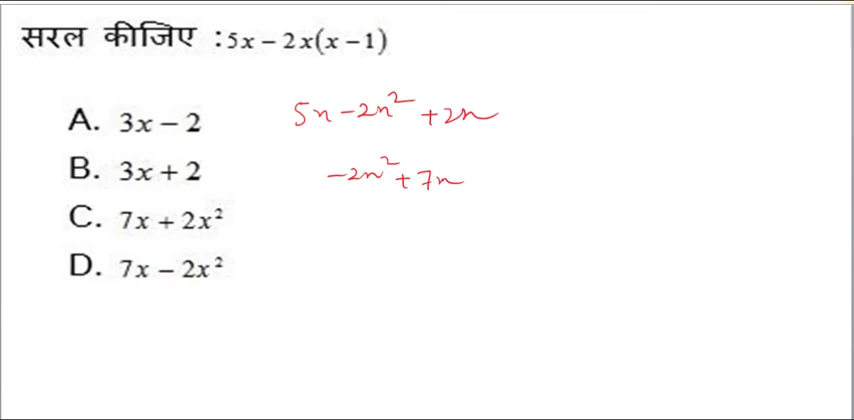 सरल कीजिए : 5x − 2x(x − 1)
A. 3x − 2
B. 3x + 2
C. 7x + 2x²
D. 7x − 2x²
5x − 2x² + 2x
−2x² + 7x